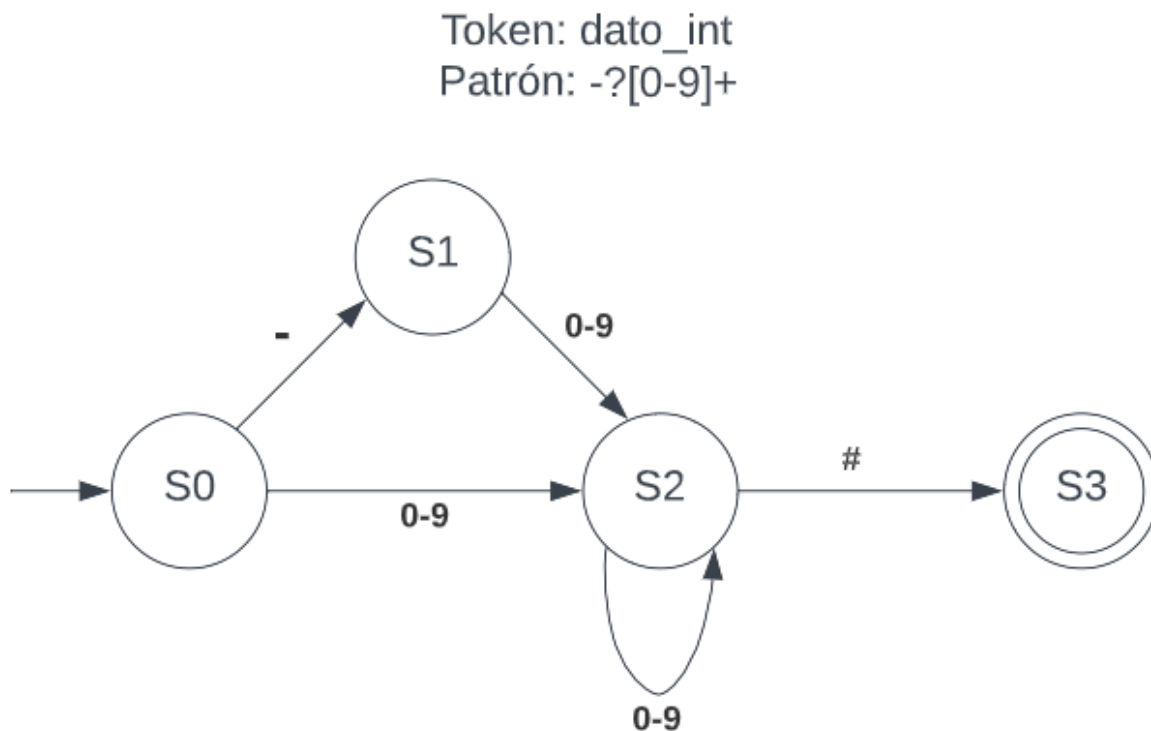 Token: dato_int
Patrón: -?[0-9]+
S1
-
0-9
S0
0-9
S2
#
S3
0-9